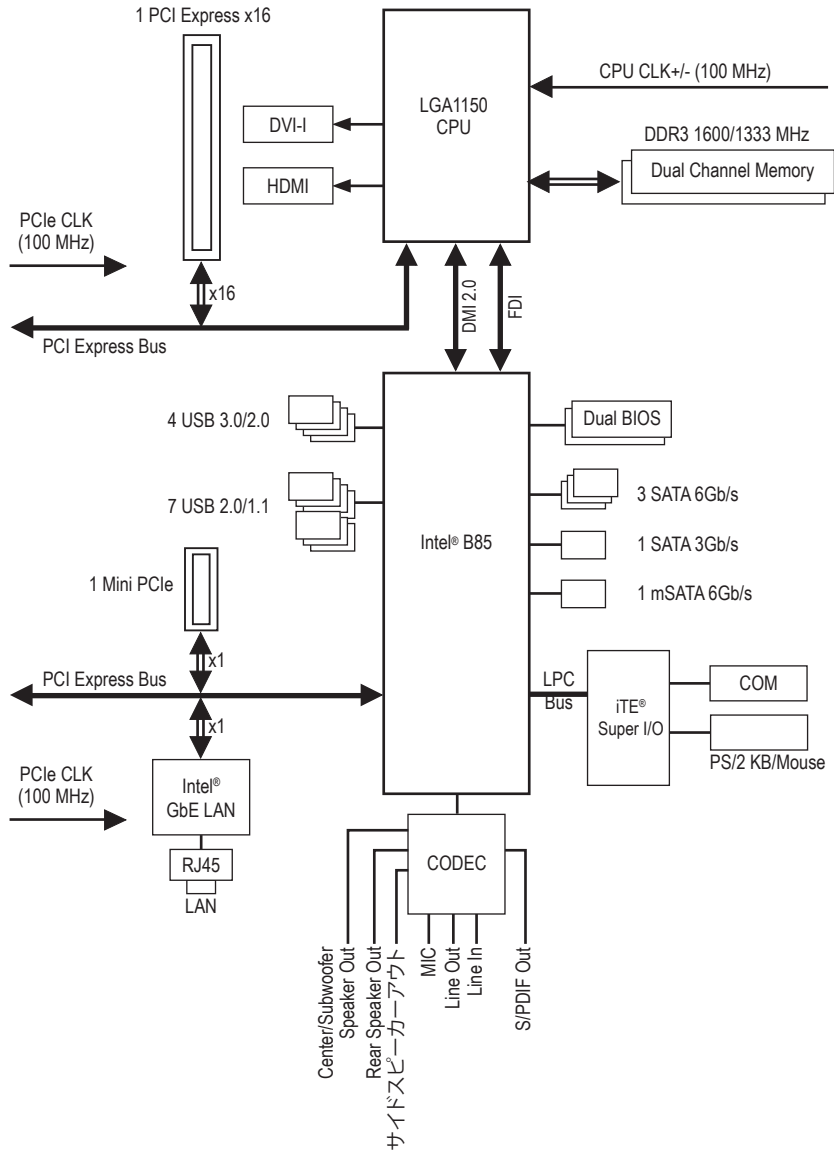 1 PCI Express x16
LGA1150
CPU
CPU CLK+/- (100 MHz)
DVI-I
HDMI
DDR3 1600/1333 MHz
Dual Channel Memory
PCIe CLK
(100 MHz)
x16
PCI Express Bus
DMI 2.0
FDI
4 USB 3.0/2.0
Dual BIOS
7 USB 2.0/1.1
3 SATA 6Gb/s
Intel® B85
1 SATA 3Gb/s
1 Mini PCIe
1 mSATA 6Gb/s
x1
PCI Express Bus
LPC
Bus
iTE®
Super I/O
COM
PS/2 KB/Mouse
x1
PCIe CLK
(100 MHz)
Intel®
GbE LAN
RJ45
LAN
CODEC
Center/Subwoofer
Speaker Out
Rear Speaker Out
サイドスピーカーアウト
MIC
Line Out
Line In
S/PDIF Out